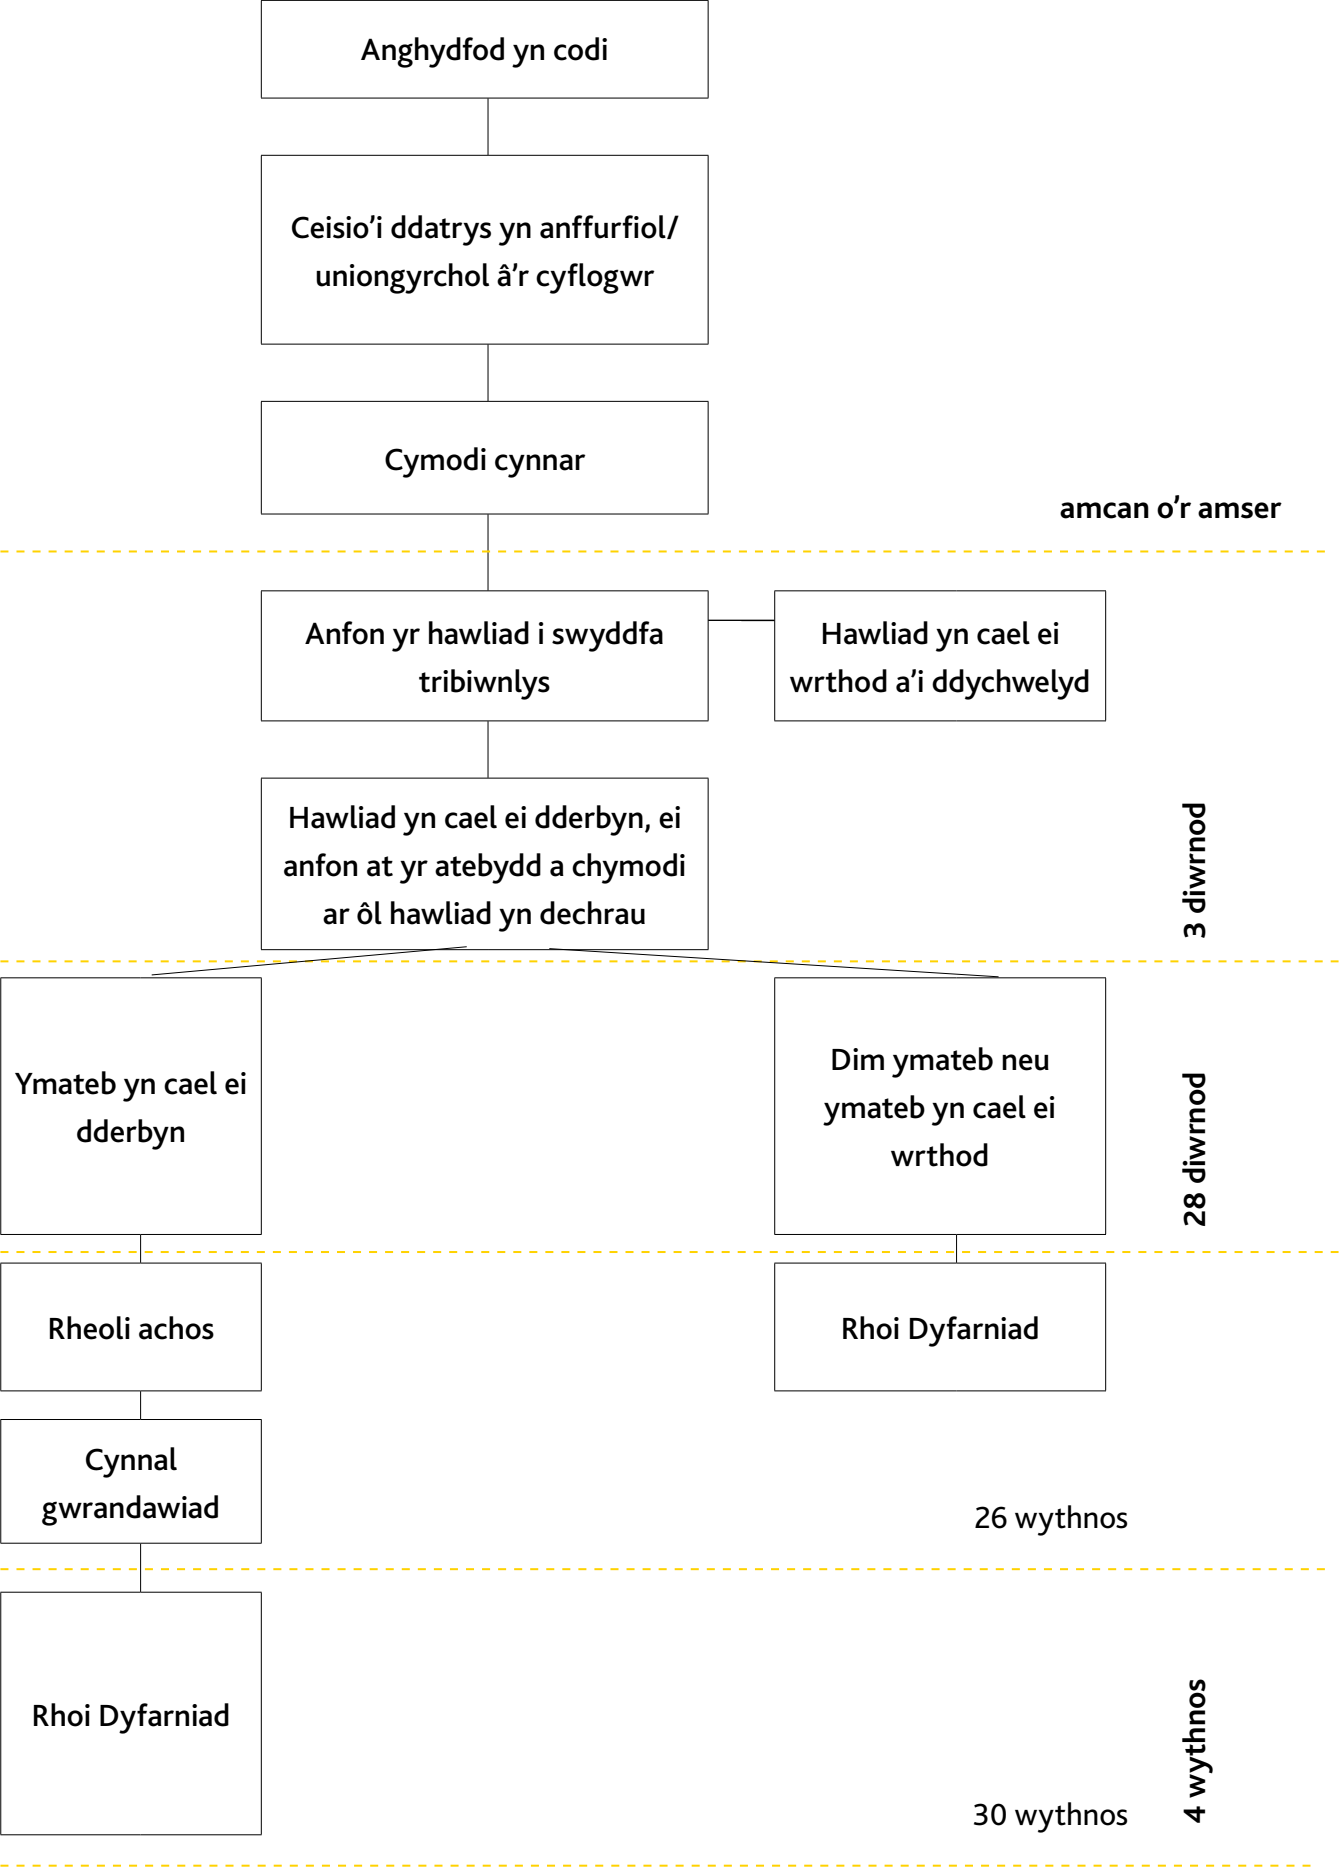 Anghydfod yn codi
Ceisio’i ddatrys yn anffurfiol/
uniongyrchol â’r cyflogwr
Cymodi cynnar
amcan o’r amser
Anfon yr hawliad i swyddfa
tribiwnlys
Hawliad yn cael ei
wrthod a’i ddychwelyd
Hawliad yn cael ei dderbyn, ei
anfon at yr atebydd a chymodi
ar ôl hawliad yn dechrau
3 diwrnod
Ymateb yn cael ei
dderbyn
Dim ymateb neu
ymateb yn cael ei
wrthod
28 diwrnod
Rheoli achos
Rhoi Dyfarniad
Cynnal
gwrandawiad
26 wythnos
Rhoi Dyfarniad
30 wythnos
4 wythnos